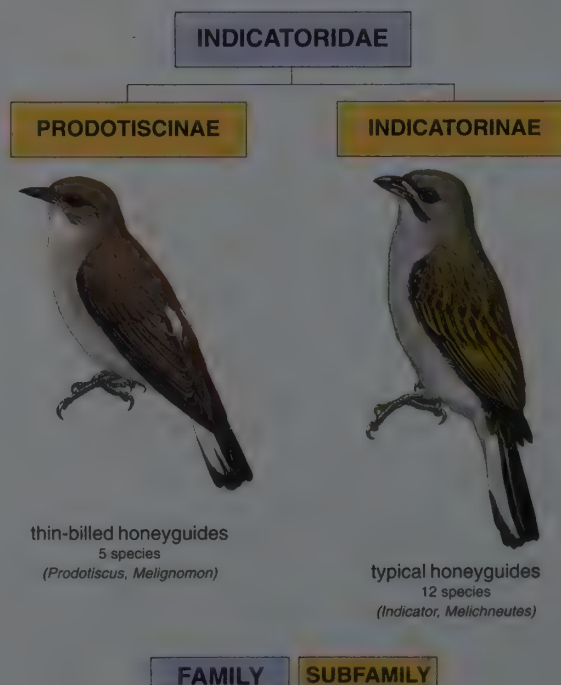 INDICATORIDAE
PRODOTISCINAE
INDICATORINAE
thin-billed honeyguides
5 species
(Prodotiscus, Melignomon)
typical honeyguides
12 species
(Indicator, Melichneutes)
FAMILY
SUBFAMILY